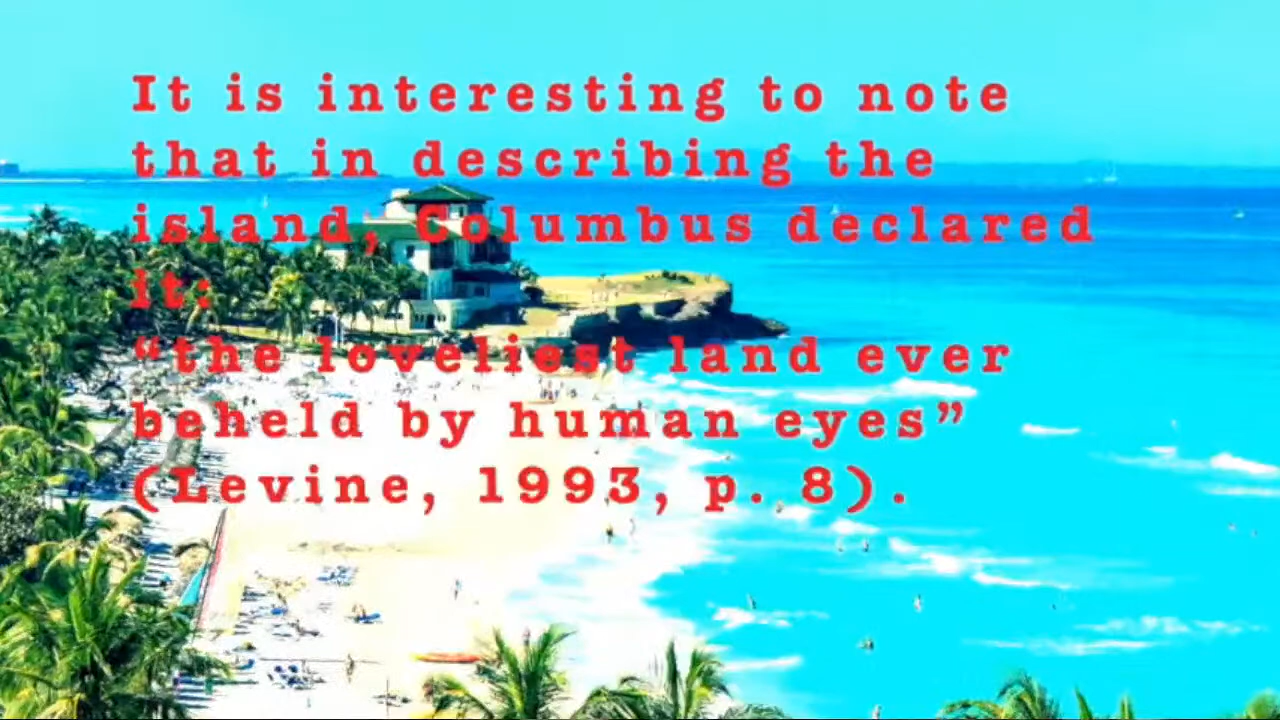 It is interesting to note
that in describing the
island, Columbus declared
it:
“the loveliest land ever
beheld by human eyes”
(Levine, 1993, p. 8).